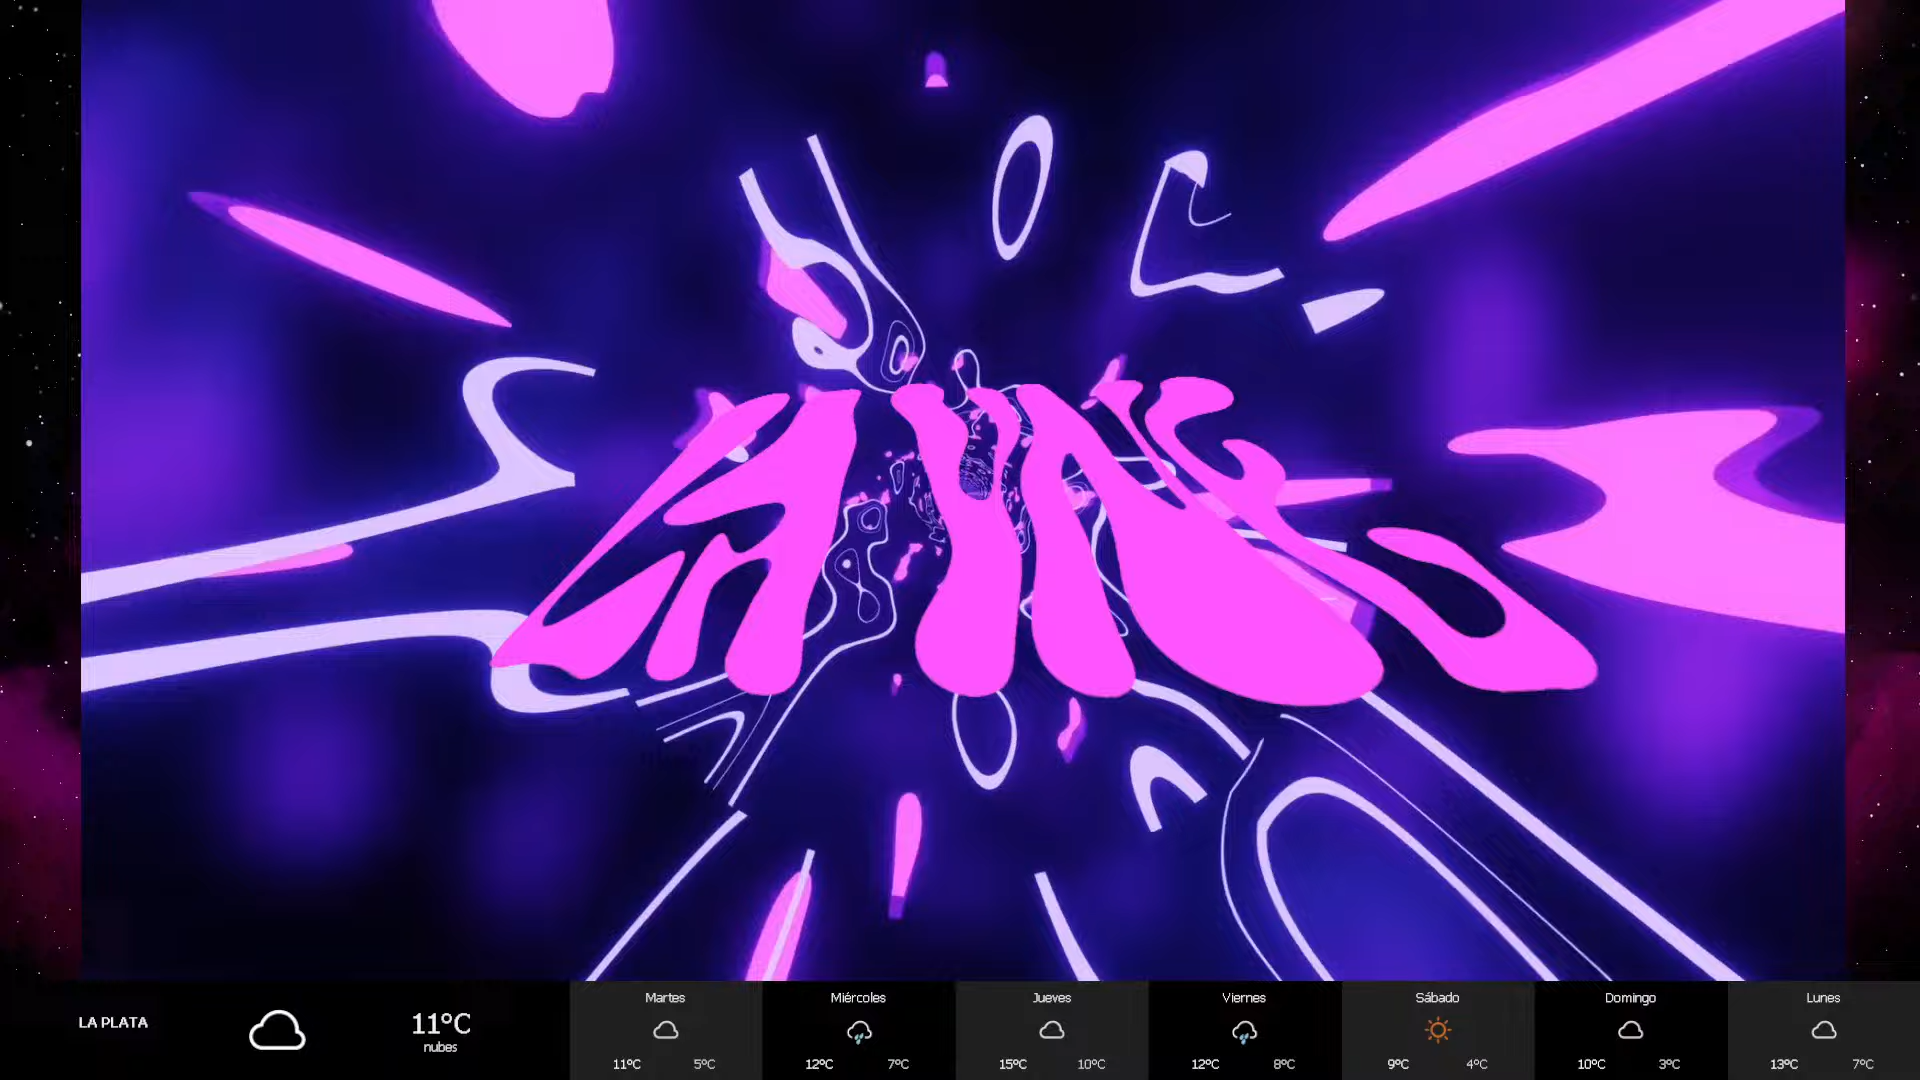 LA PLATA
11°C
nubes
Martes
11°C 5°C
Miércoles
12°C 7°C
Jueves
15°C 10°C
Viernes
12°C 8°C
Sábado
9°C 4°C
Domingo
10°C 3°C
Lunes
13°C 7°C